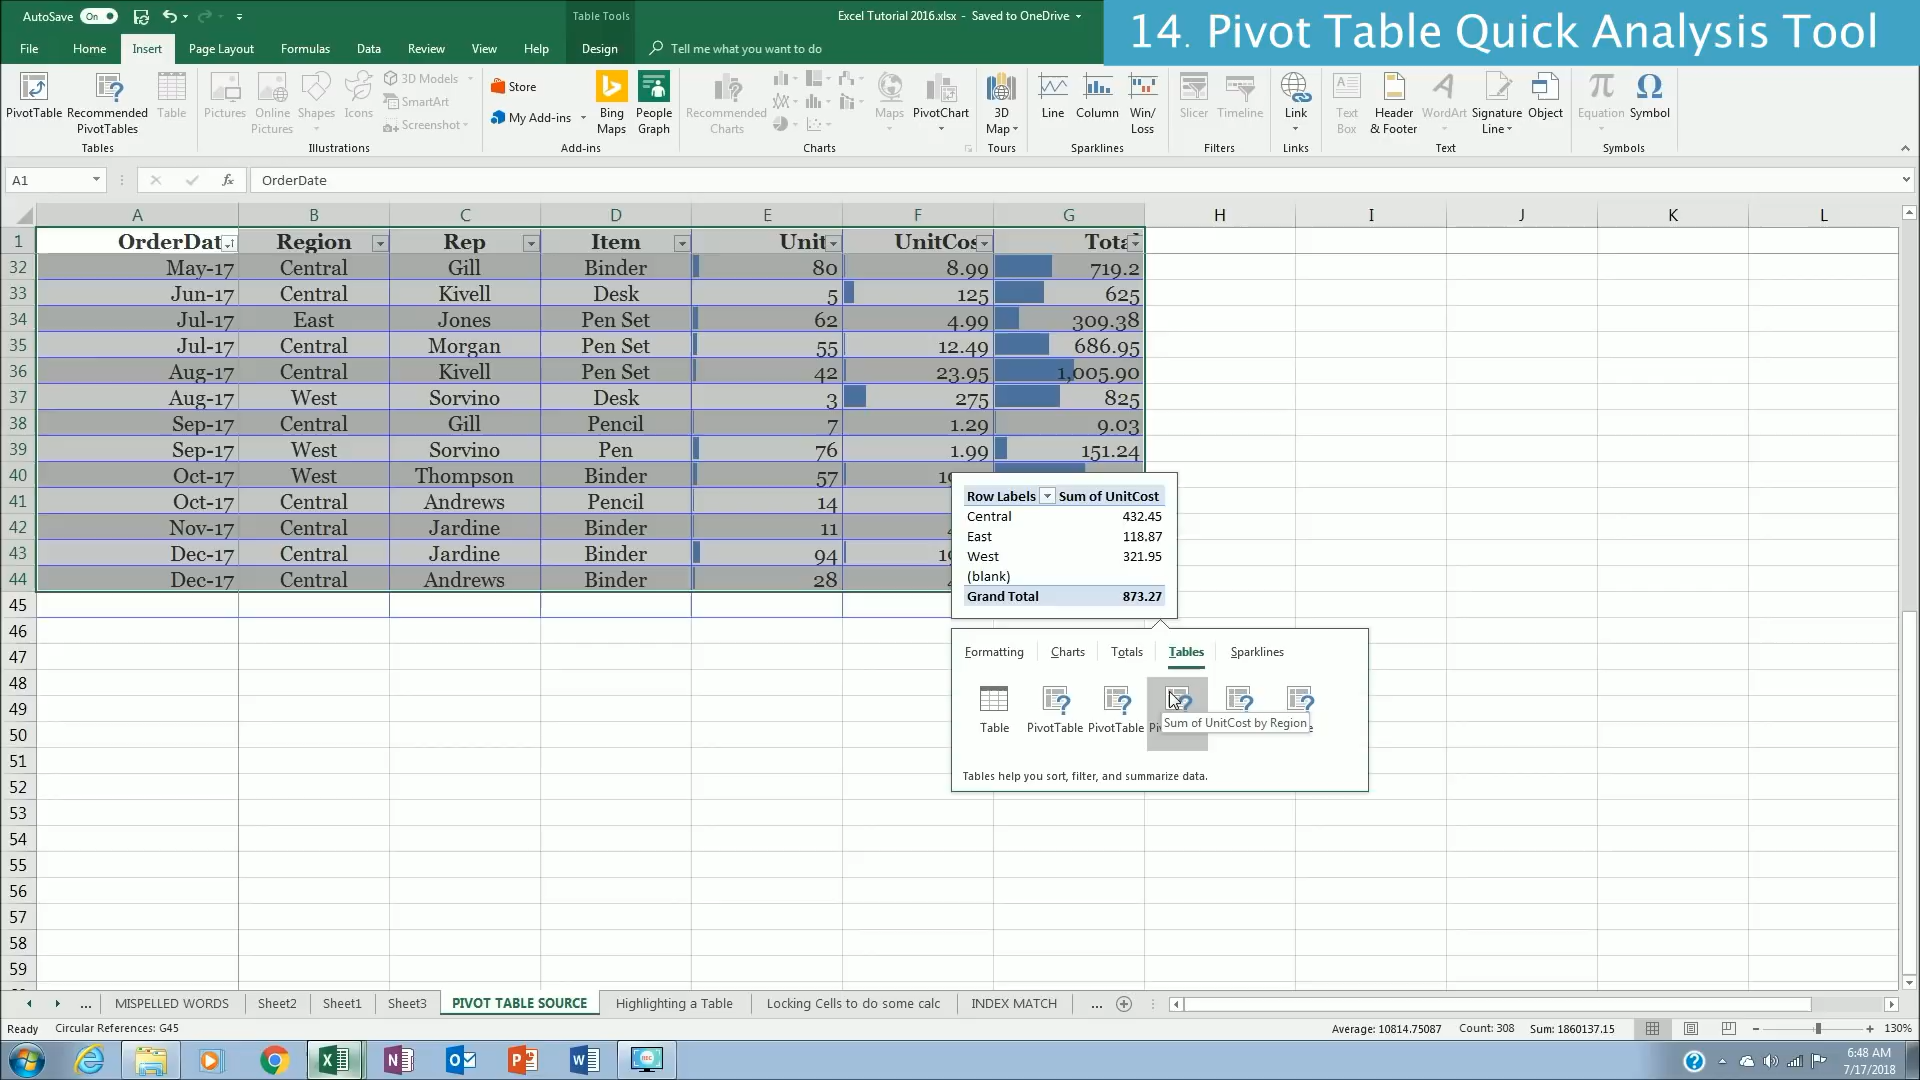 AutoSave On
Table Tools
Excel Tutorial 2016.xlsx - Saved to OneDrive
14. Pivot Table Quick Analysis Tool
File Home Insert Page Layout Formulas Data Review View Help Design Tell me what you want to do
PivotTable
Recommended
PivotTables
Table
Tables
Pictures
Online
Pictures
Shapes
Icons
3D Models
SmartArt
Screenshot
Illustrations
Store
My Add-ins
Bing
Maps
People
Graph
Add-ins
Recommended
Charts
Maps
PivotChart
Charts
3D
Map
Tours
Line
Column
Win/
Loss
Sparklines
Slicer
Timeline
Filters
Link
Links
Text
Box
Header
& Footer
WordArt
Signature
Line
Object
Text
Equation
Symbol
Symbols
A1 fx OrderDate
A B C D E F G H I J K L
1 OrderDat Region Rep Item Unit UnitCos Tota
32 May-17 Central Gill Binder 80 8.99 719.2
33 Jun-17 Central Kivell Desk 5 125 625
34 Jul-17 East Jones Pen Set 62 4.99 309.38
35 Jul-17 Central Morgan Pen Set 55 12.49 686.95
36 Aug-17 Central Kivell Pen Set 42 23.95 1,005.90
37 Aug-17 West Sorvino Desk 3 275 825
38 Sep-17 Central Gill Pencil 7 1.29 9.03
39 Sep-17 West Sorvino Pen 76 1.99 151.24
40 Oct-17 West Thompson Binder 57
41 Oct-17 Central Andrews Pencil 14
42 Nov-17 Central Jardine Binder 11
43 Dec-17 Central Jardine Binder 94
44 Dec-17 Central Andrews Binder 28
45
46
47
48
49
50
51
52
53
54
55
56
57
58
59
Row Labels Sum of UnitCost
Central 432.45
East 118.87
West 321.95
(blank)
Grand Total 873.27
Formatting Charts Totals Tables Sparklines
Table PivotTable PivotTable
Sum of UnitCost by Region
Tables help you sort, filter, and summarize data.
... MISPELLED WORDS Sheet2 Sheet1 Sheet3 PIVOT TABLE SOURCE Highlighting a Table Locking Cells to do some calc INDEX MATCH ...
Ready Circular References: G45 Average: 10814.75087 Count: 308 Sum: 1860137.15 130%
6:48 AM
7/17/2018